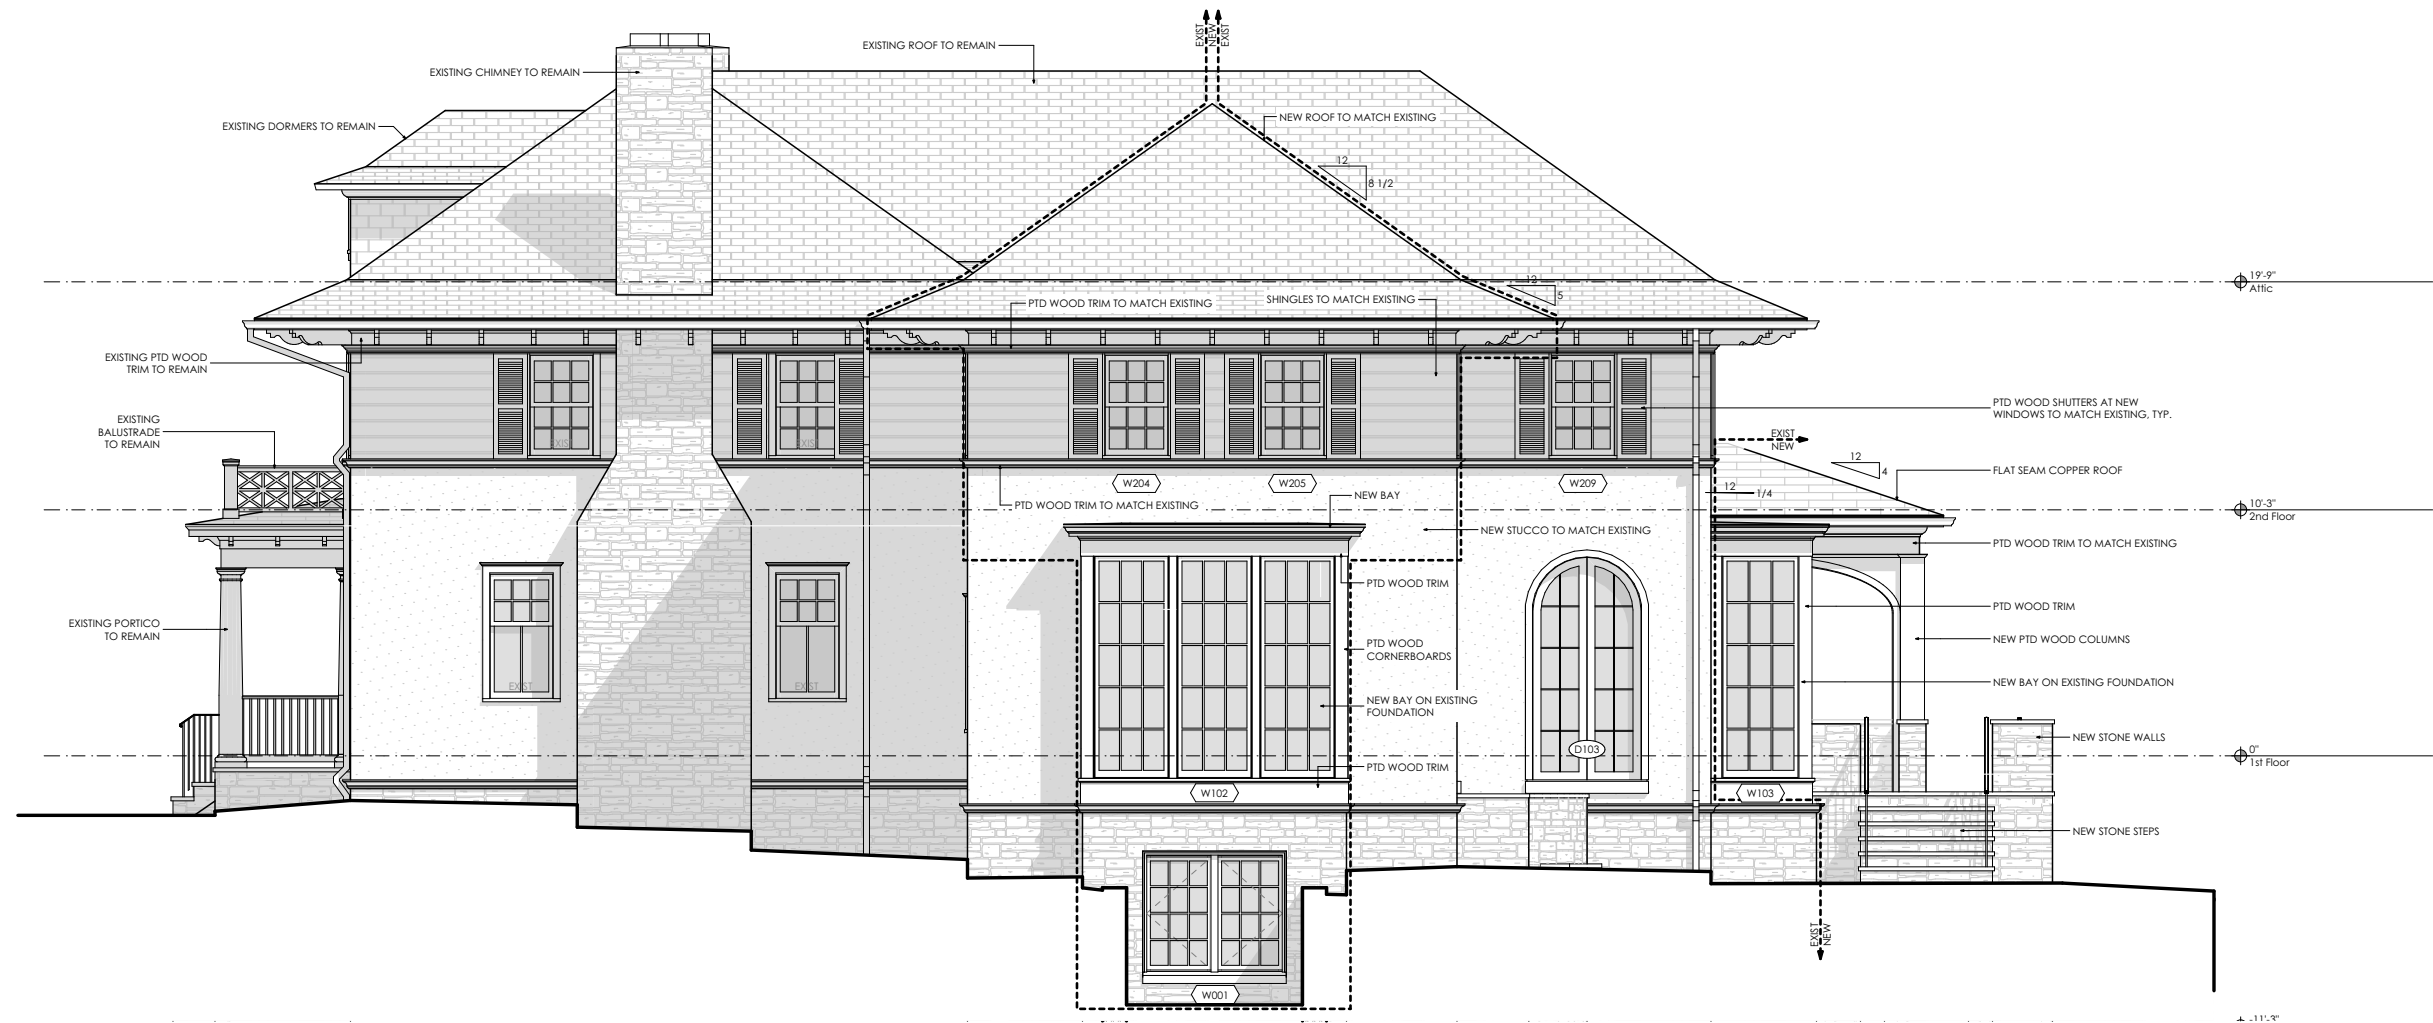 EXIST
NEW
EXIST
EXISTING ROOF TO REMAIN
EXISTING CHIMNEY TO REMAIN
EXISTING DORMERS TO REMAIN
NEW ROOF TO MATCH EXISTING
12
8 1/2
19'-9"
Attic
12
5
PTD WOOD TRIM TO MATCH EXISTING
SHINGLES TO MATCH EXISTING
EXISTING PTD WOOD
TRIM TO REMAIN
PTD WOOD SHUTTERS AT NEW
WINDOWS TO MATCH EXISTING, TYP.
EXISTING
BALUSTRADE
TO REMAIN
EXIST
EXIST
EXIST
NEW
12
4
FLAT SEAM COPPER ROOF
W204
W205
W209
12
1/4
NEW BAY
PTD WOOD TRIM TO MATCH EXISTING
10'-3"
2nd Floor
NEW STUCCO TO MATCH EXISTING
PTD WOOD TRIM TO MATCH EXISTING
PTD WOOD TRIM
PTD WOOD TRIM
EXISTING PORTICO
TO REMAIN
NEW PTD WOOD COLUMNS
PTD WOOD
CORNERBOARDS
EXIST
EXIST
NEW BAY ON EXISTING FOUNDATION
NEW BAY ON EXISTING
FOUNDATION
NEW STONE WALLS
D103
0"
1st Floor
PTD WOOD TRIM
W102
W103
NEW STONE STEPS
EXIST
NEW
W001
-11'-3"